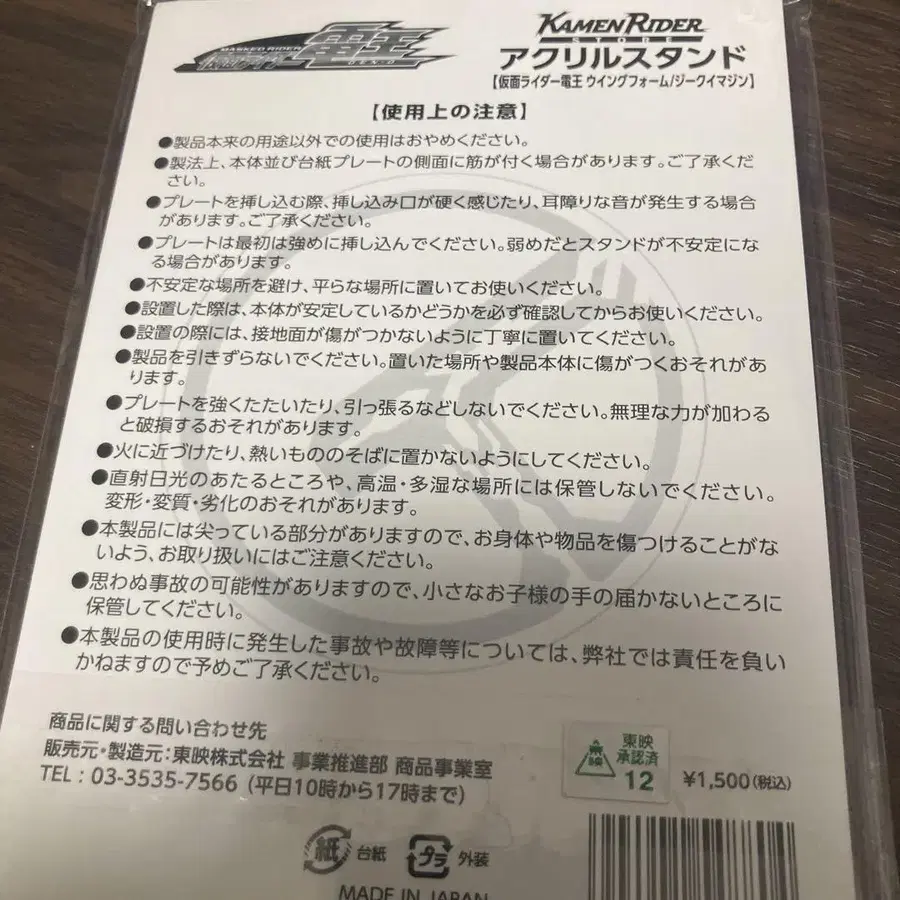 MASKED RIDER
仮面ライダー電王
DEN-O
KAMEN RIDER
STORE
アクリルスタンド
【仮面ライダー電王 ウイングフォーム/ジークイマジン】
【使用上の注意】
●製品本来の用途以外での使用はおやめください。
●製法上、本体並び台紙プレートの側面に筋が付く場合があります。ご了承くだ
さい。
●プレートを挿し込む際、挿し込み口が硬く感じたり、耳障りな音が発生する場合
があります。ご了承ください。
●プレートは最初は強めに挿し込んでください。弱めだとスタンドが不安定にな
る場合があります。
●不安定な場所を避け、平らな場所に置いてお使いください。
●設置した際は、本体が安定しているかどうかを必ず確認してからお使いください。
●設置の際には、接地面が傷がつかないように丁寧に置いてください。
●製品を引きずらないでください。置いた場所や製品本体に傷がつくおそれがあ
ります。
●プレートを強くたたいたり、引っ張るなどしないでください。無理な力が加わる
と破損するおそれがあります。
●火に近づけたり、熱いもののそばに置かないようにしてください。
●直射日光のあたるところや、高温・多湿な場所には保管しないでください。
変形・変質・劣化のおそれがあります。
●本製品には尖っている部分がありますので、お身体や物品を傷つけることがな
いよう、お取り扱いにはご注意ください。
●思わぬ事故の可能性がありますので、小さなお子様の手の届かないところに
保管してください。
●本製品の使用時に発生した事故や故障等については、弊社では責任を負い
かねますので予めご了承ください。
商品に関する問い合わせ先
販売元・製造元:東映株式会社 事業推進部 商品事業室
TEL : 03-3535-7566 (平日10時から17時まで)
東映
承認済
12
¥1,500(税込)
紙 台紙
プラ 外装
MADE IN JAPAN